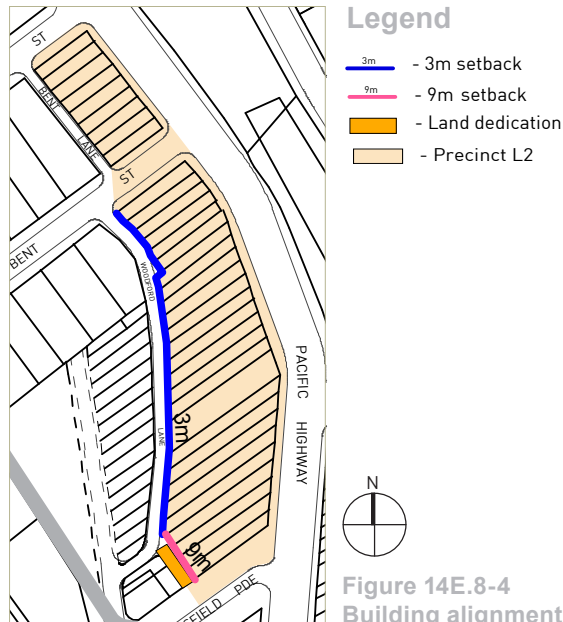 Legend
3m - 3m setback
9m - 9m setback
- Land dedication
- Precinct L2
ST
BENT
LANE
ST
BENT
WOODFORD
LANE
3m
PACIFIC
HIGHWAY
9m
SFIELD PDE
N
Figure 14E.8-4
Building alignment